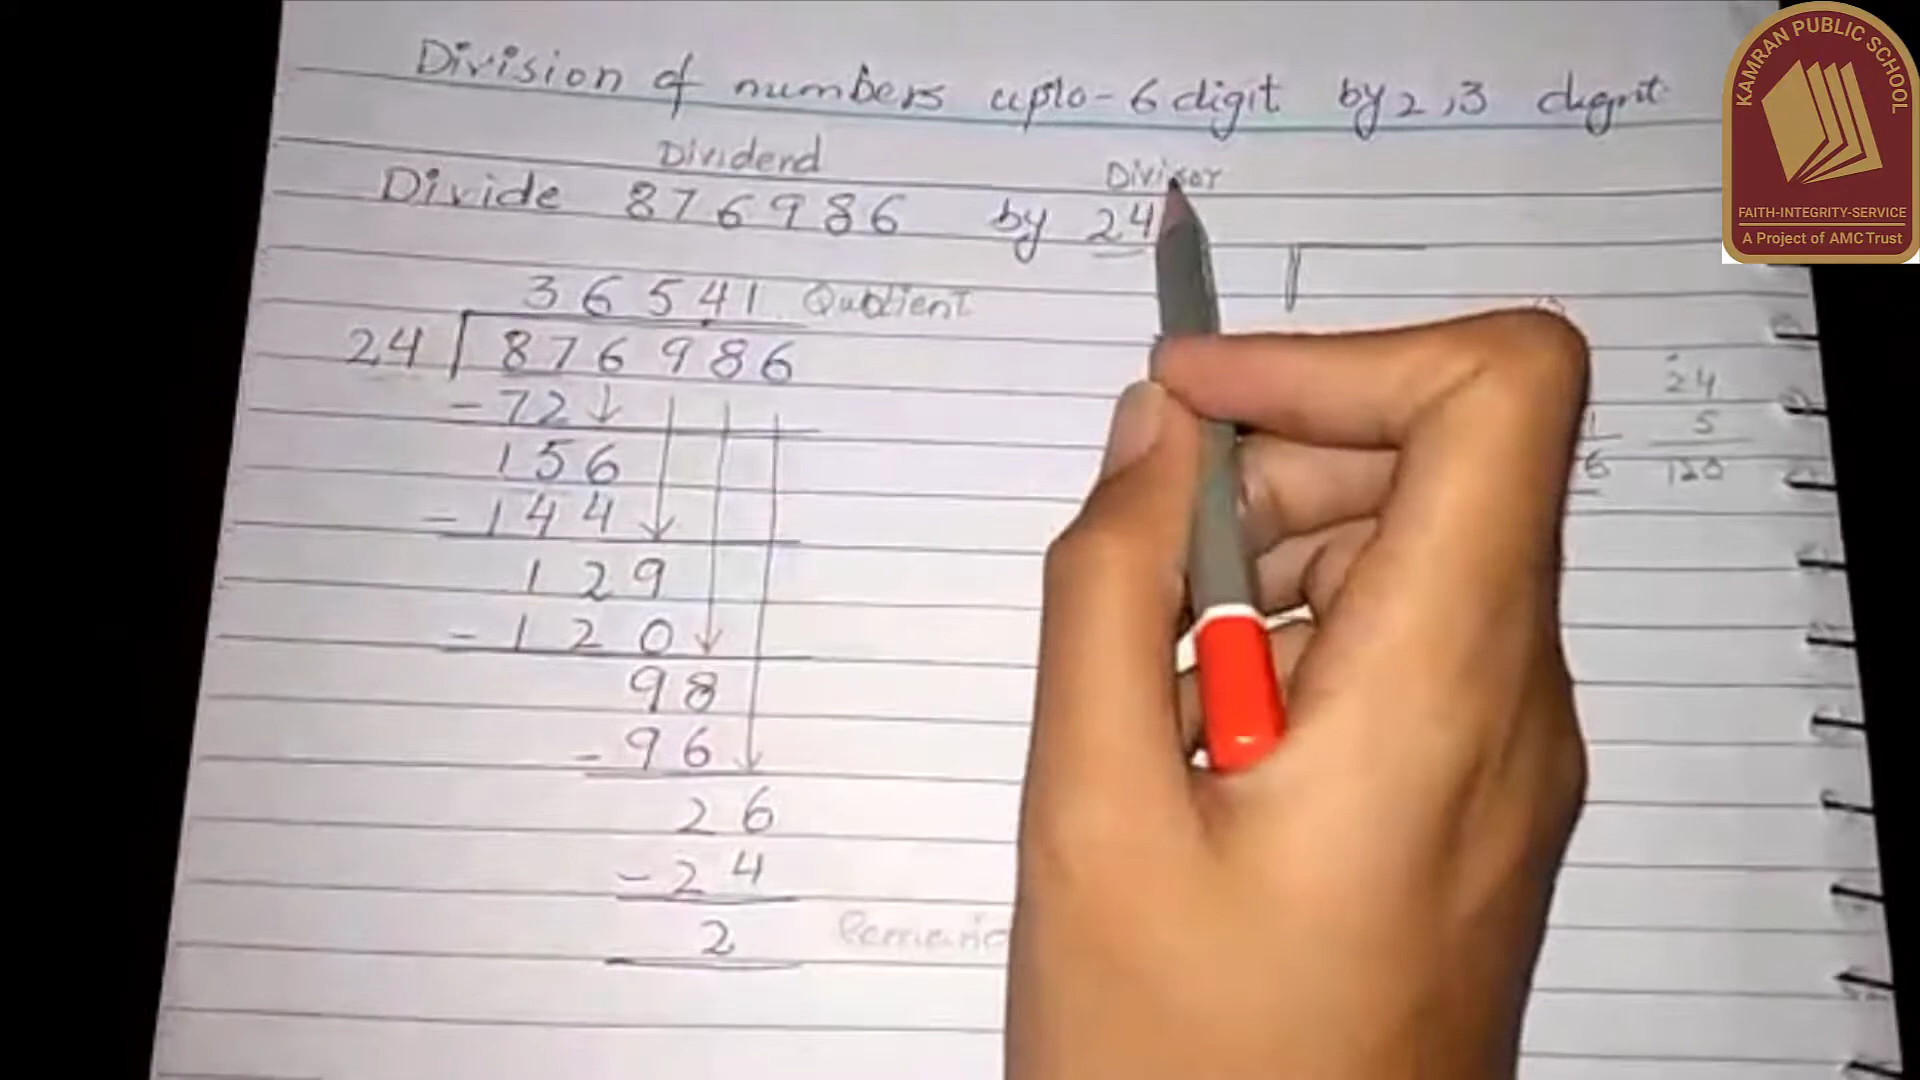 Division of numbers upto-6 digit by 2,3 digit
Dividend Divisor
Divide 876986 by 24
36541 Quotient
24 876986
-72
156
-144
129
-120
98
-96
26
-24
2
24
5
120
1
6
KAMRAN PUBLIC SCHOOL
FAITH-INTEGRITY-SERVICE
A Project of AMC Trust